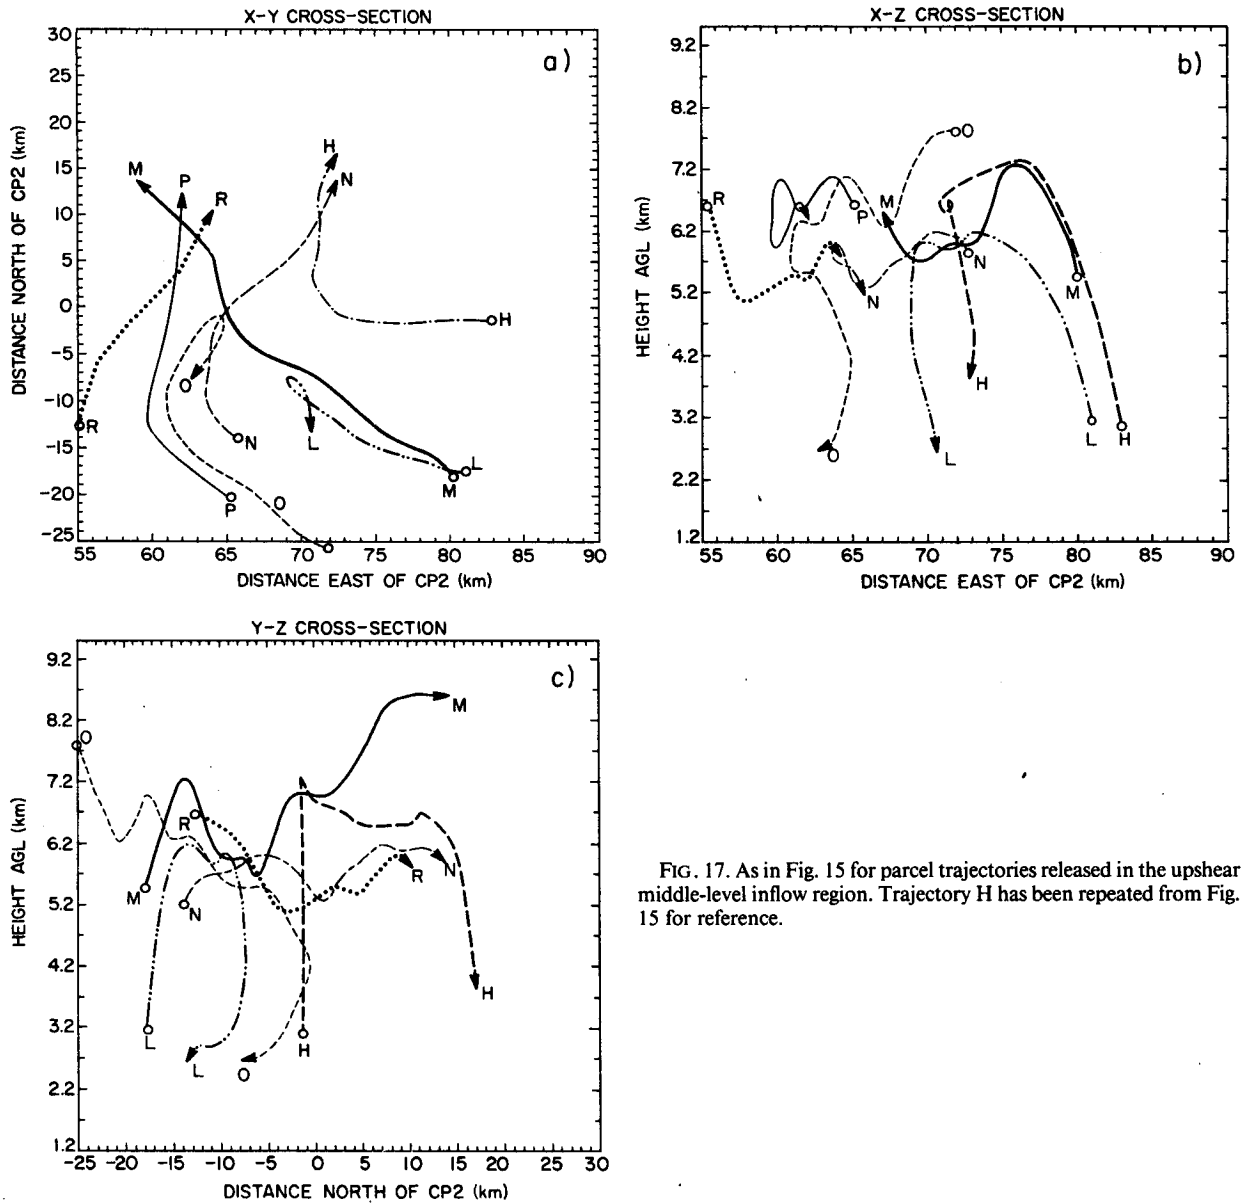 X-Y CROSS-SECTION
a)
30
25
20
15
10
5
0
-5
-10
-15
-20
-25
DISTANCE NORTH OF CP2 (km)
M
P
R
H
N
H
O
R
L
N
L
M
P
O
55 60 65 70 75 80 85 90
DISTANCE EAST OF CP2 (km)
X-Z CROSS-SECTION
b)
9.2
8.2
7.2
6.2
5.2
4.2
3.2
2.2
1.2
HEIGHT AGL (km)
O
R
P
M
N
M
N
H
O
L
L
H
55 60 65 70 75 80 85 90
DISTANCE EAST OF CP2 (km)
Y-Z CROSS-SECTION
c)
9.2
8.2
7.2
6.2
5.2
4.2
3.2
2.2
1.2
HEIGHT AGL (km)
O
M
R
M
N
R
N
H
L
L
O
H
-25 -20 -15 -10 -5 0 5 10 15 20 25 30
DISTANCE NORTH OF CP2 (km)
FIG. 17. As in Fig. 15 for parcel trajectories released in the upshear
middle-level inflow region. Trajectory H has been repeated from Fig.
15 for reference.